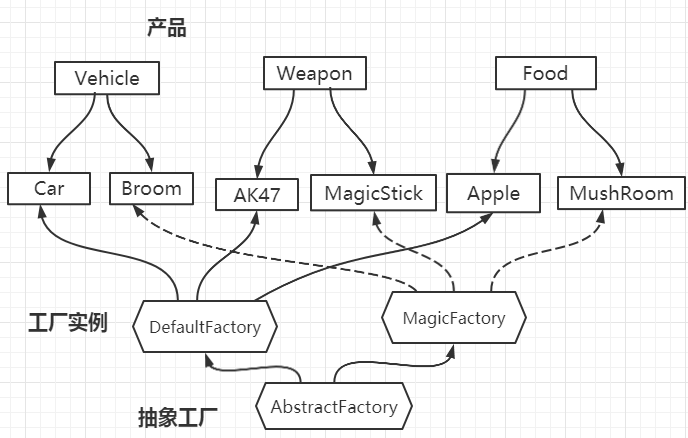 产品
Vehicle
Weapon
Food
Car
Broom
AK47
MagicStick
Apple
MushRoom
工厂实例
DefaultFactory
MagicFactory
抽象工厂
AbstractFactory